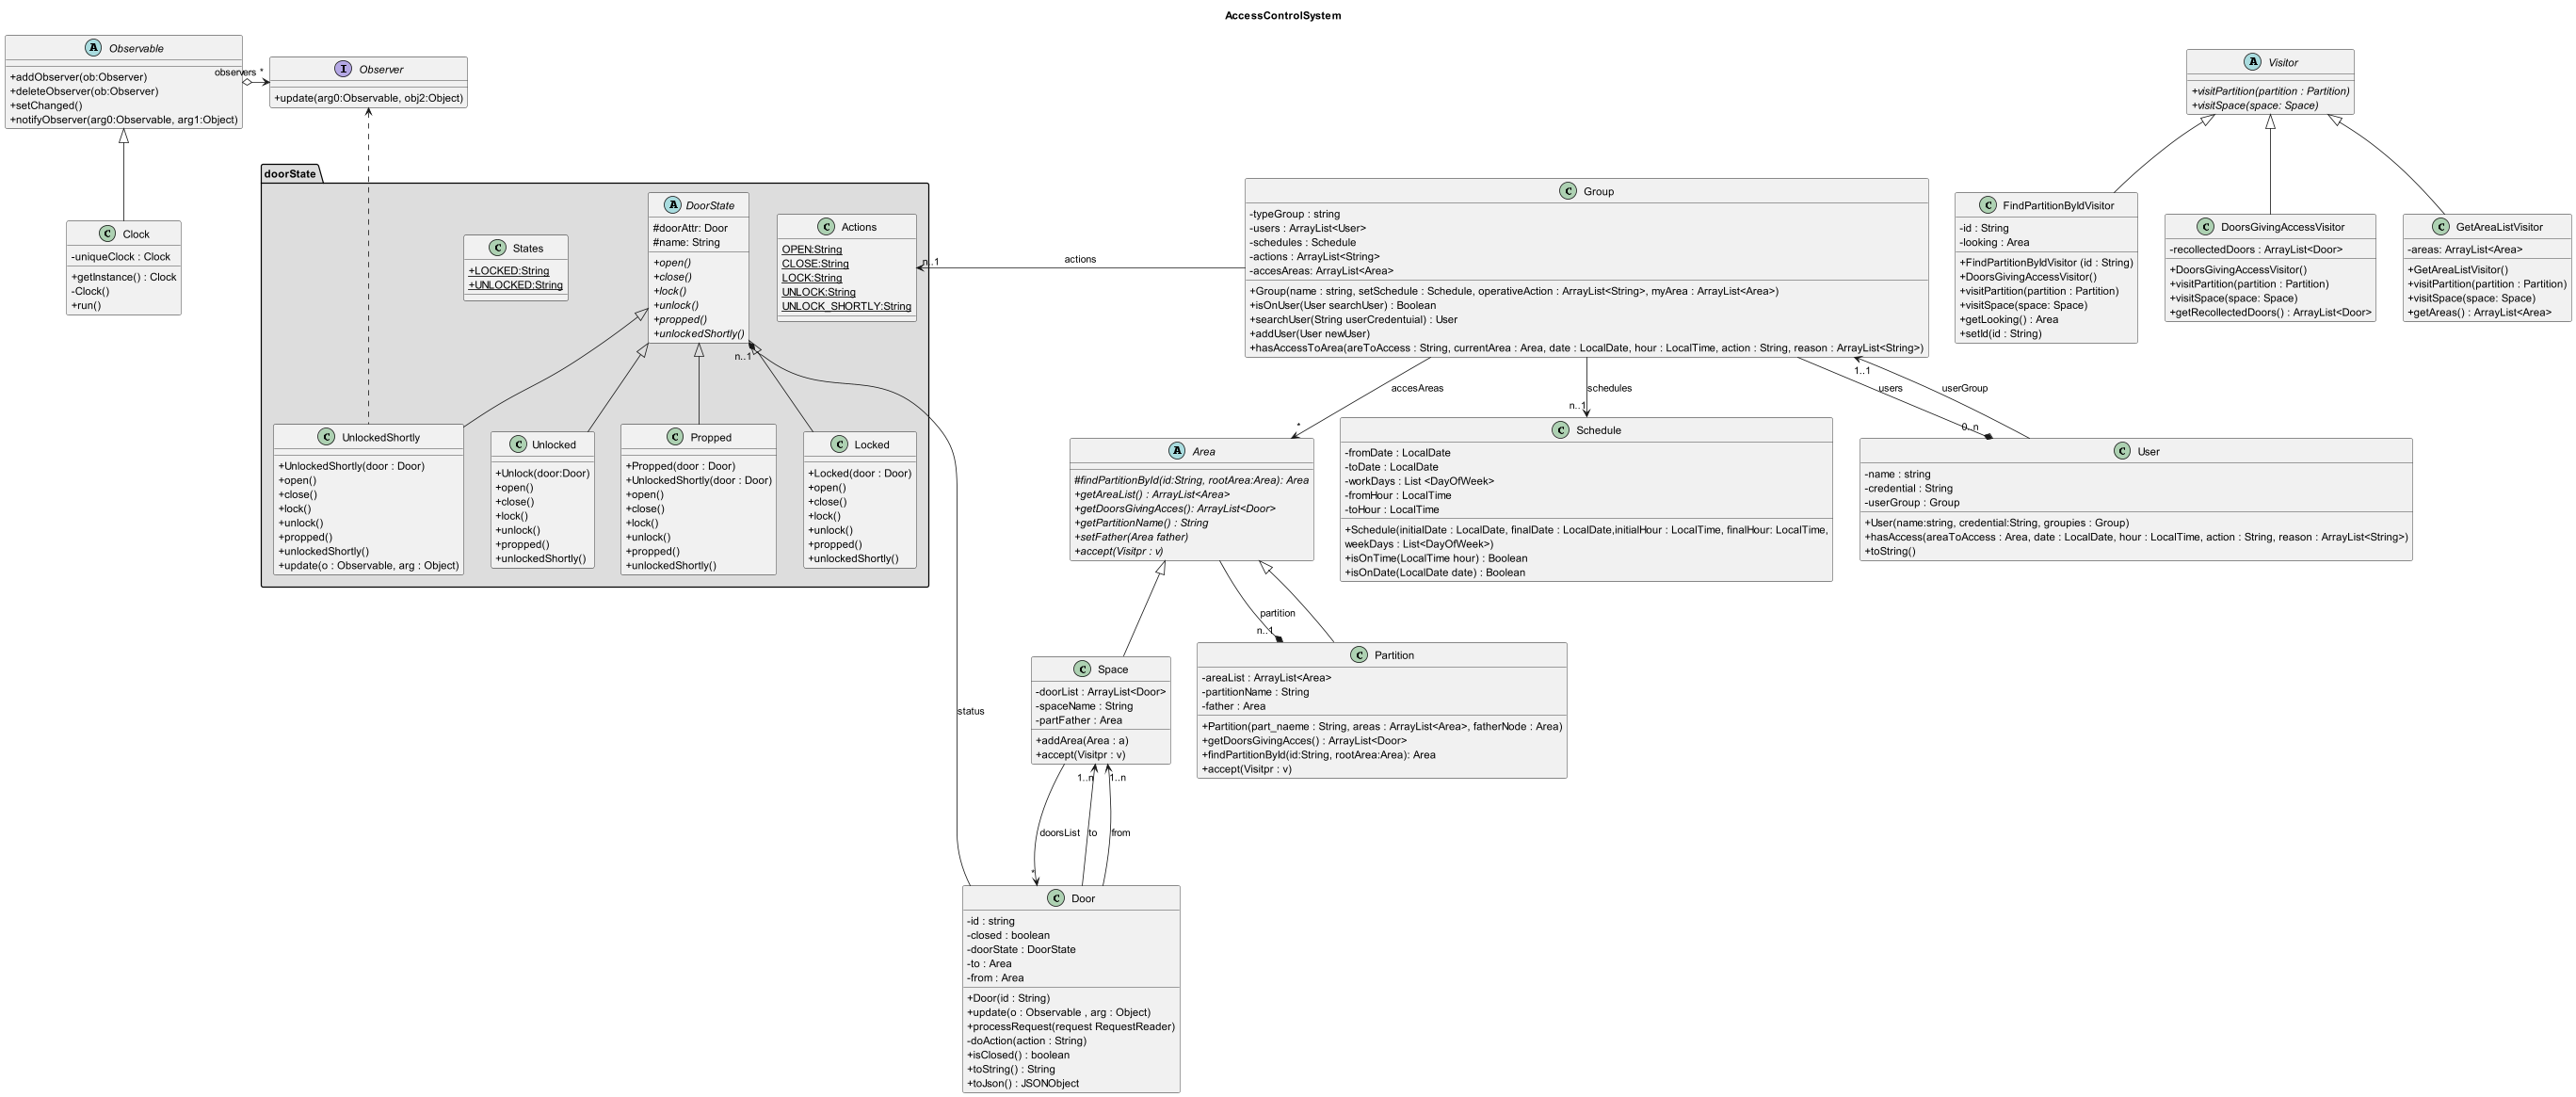 AccessControlSystem
A Observable
+addObserver(ob:Observer)
+deleteObserver(ob:Observer)
+setChanged()
+notifyObserver(arg0:Observable, arg1:Object)
observers *
I Observer
+update(arg0:Observable, obj2:Object)
A Visitor
+visitPartition(partition : Partition)
+visitSpace(space: Space)
C Clock
-uniqueClock : Clock
+getInstance() : Clock
-Clock()
+run()
doorState
C States
+LOCKED:String
+UNLOCKED:String
A DoorState
#doorAttr: Door
#name: String
+open()
+close()
+lock()
+unlock()
+propped()
+unlockedShortly()
n..1
C Actions
OPEN:String
CLOSE:String
LOCK:String
UNLOCK:String
UNLOCK_SHORTLY:String
n..1
actions
C Group
-typeGroup : string
-users : ArrayList<User>
-schedules : Schedule
-actions : ArrayList<String>
-accesAreas: ArrayList<Area>
+Group(name : string, setSchedule : Schedule, operativeAction : ArrayList<String>, myArea : ArrayList<Area>)
+isOnUser(User searchUser) : Boolean
+searchUser(String userCredentuial) : User
+addUser(User newUser)
+hasAccessToArea(areToAccess : String, currentArea : Area, date : LocalDate, hour : LocalTime, action : String, reason : ArrayList<String>)
C FindPartitionByIdVisitor
-id : String
-looking : Area
+FindPartitionByIdVisitor (id : String)
+DoorsGivingAccessVisitor()
+visitPartition(partition : Partition)
+visitSpace(space: Space)
+getLooking() : Area
+setId(id : String)
C DoorsGivingAccessVisitor
-recollectedDoors : ArrayList<Door>
+DoorsGivingAccessVisitor()
+visitPartition(partition : Partition)
+visitSpace(space: Space)
+getRecollectedDoors() : ArrayList<Door>
C GetAreaListVisitor
-areas: ArrayList<Area>
+GetAreaListVisitor()
+visitPartition(partition : Partition)
+visitSpace(space: Space)
+getAreas() : ArrayList<Area>
accesAreas
*
schedules
n..1
users
0..n
userGroup
1..1
C UnlockedShortly
+UnlockedShortly(door : Door)
+open()
+close()
+lock()
+unlock()
+propped()
+unlockedShortly()
+update(o : Observable, arg : Object)
C Unlocked
+Unlock(door:Door)
+open()
+close()
+lock()
+unlock()
+propped()
+unlockedShortly()
C Propped
+Propped(door : Door)
+UnlockedShortly(door : Door)
+open()
+close()
+lock()
+unlock()
+propped()
+unlockedShortly()
C Locked
+Locked(door : Door)
+open()
+close()
+lock()
+unlock()
+propped()
+unlockedShortly()
A Area
#findPartitionById(id:String, rootArea:Area): Area
+getAreaList() : ArrayList<Area>
+getDoorsGivingAcces(): ArrayList<Door>
+getPartitionName() : String
+setFather(Area father)
+accept(Visitpr : v)
C Schedule
-fromDate : LocalDate
-toDate : LocalDate
-workDays : List <DayOfWeek>
-fromHour : LocalTime
-toHour : LocalTime
+Schedule(initialDate : LocalDate, finalDate : LocalDate,initialHour : LocalTime, finalHour: LocalTime,
weekDays : List<DayOfWeek>)
+isOnTime(LocalTime hour) : Boolean
+isOnDate(LocalDate date) : Boolean
C User
-name : string
-credential : String
-userGroup : Group
+User(name:string, credential:String, groupies : Group)
+hasAccess(areaToAccess : Area, date : LocalDate, hour : LocalTime, action : String, reason : ArrayList<String>)
+toString()
partition
n..1
C Space
-doorList : ArrayList<Door>
-spaceName : String
-partFather : Area
+addArea(Area : a)
+accept(Visitpr : v)
C Partition
-areaList : ArrayList<Area>
-partitionName : String
-father : Area
+Partition(part_naeme : String, areas : ArrayList<Area>, fatherNode : Area)
+getDoorsGivingAcces() : ArrayList<Door>
+findPartitionById(id:String, rootArea:Area): Area
+accept(Visitpr : v)
status
1..n
1..n
doorsList
to
from
*
C Door
-id : string
-closed : boolean
-doorState : DoorState
-to : Area
-from : Area
+Door(id : String)
+update(o : Observable , arg : Object)
+processRequest(request RequestReader)
-doAction(action : String)
+isClosed() : boolean
+toString() : String
+toJson() : JSONObject